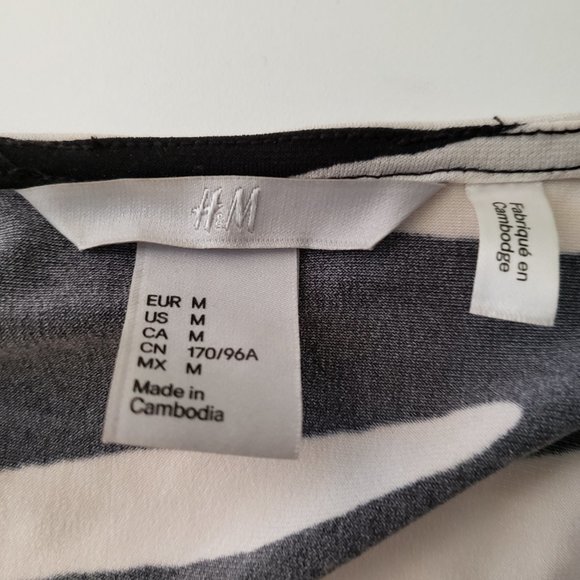 H&M
EUR M
US M
CA M
CN 170/96A
MX M
Made in
Cambodia
Fabriqué en
Cambodge